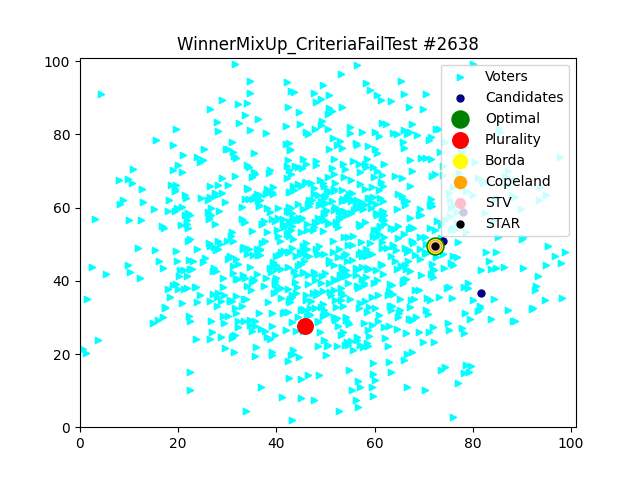 WinnerMixUp_CriteriaFailTest #2638
100
80
60
40
20
0
0
20
40
60
80
100
Voters
Candidates
Optimal
Plurality
Borda
Copeland
STV
STAR